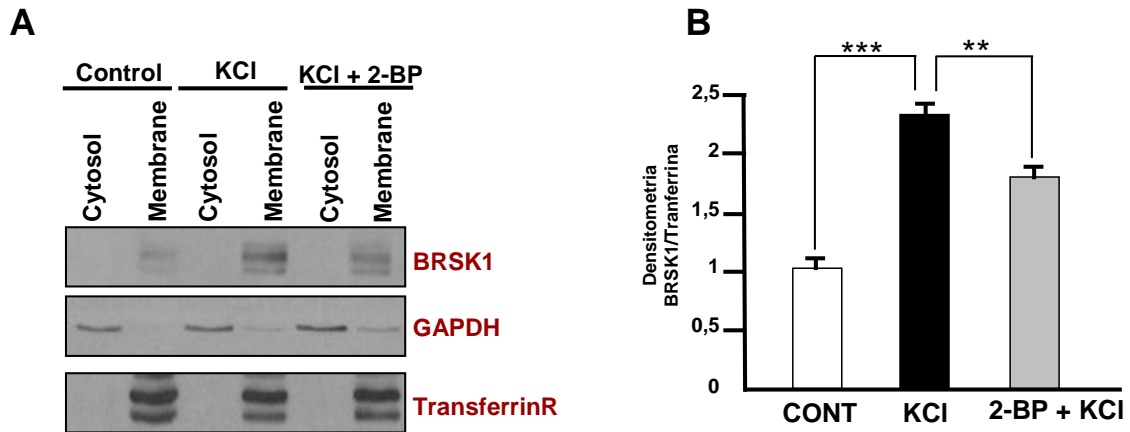 A
Control KCl KCl + 2-BP
Cytosol Membrane Cytosol Membrane Cytosol Membrane
BRSK1
GAPDH
TransferrinR
B
*** **
Densitometria
BRSK1/Tranferrina
2,5
2
1,5
1
0,5
0
CONT KCl 2-BP + KCl